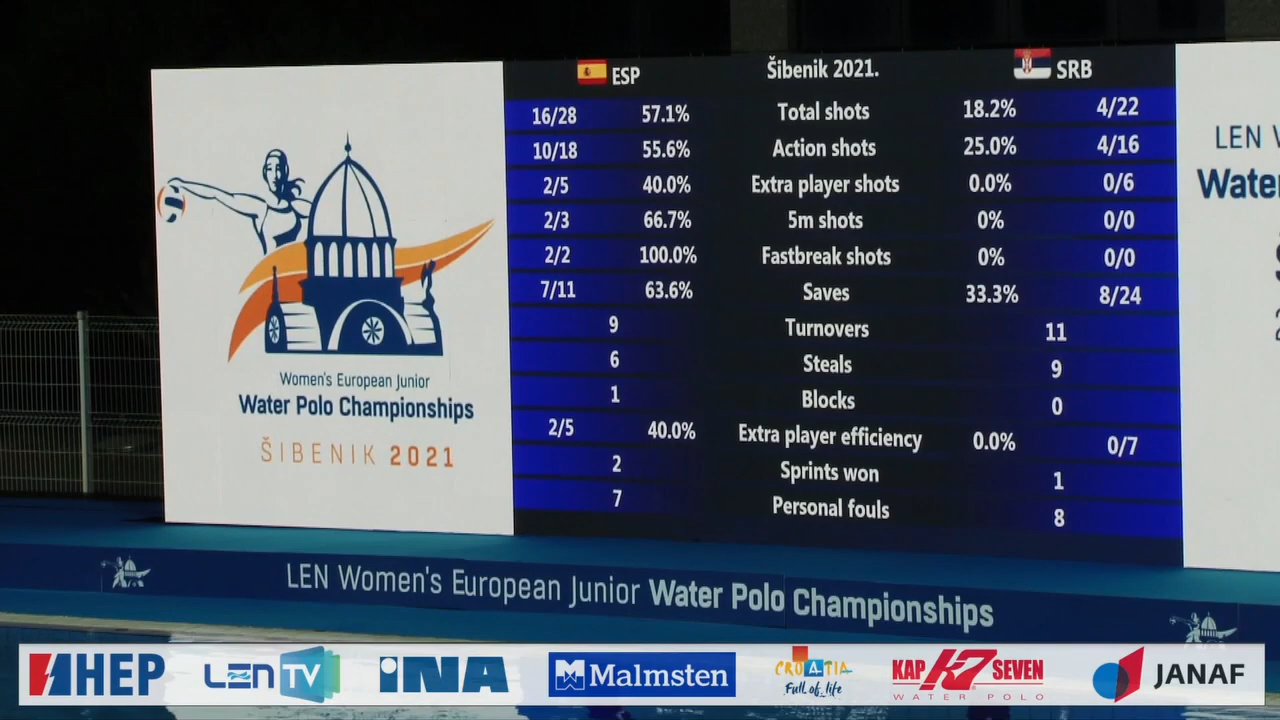 ESP Šibenik 2021. SRB
16/28 57.1% Total shots 18.2% 4/22
10/18 55.6% Action shots 25.0% 4/16
2/5 40.0% Extra player shots 0.0% 0/6
2/3 66.7% 5m shots 0% 0/0
2/2 100.0% Fastbreak shots 0% 0/0
7/11 63.6% Saves 33.3% 8/24
9 Turnovers 11
6 Steals 9
1 Blocks 0
2/5 40.0% Extra player efficiency 0.0% 0/7
2 Sprints won 1
7 Personal fouls 8
Women's European Junior
Water Polo Championships
ŠIBENIK 2021
LEN
Water
LEN Women's European Junior Water Polo Championships
HEP
LEN TV
INA
Malmsten
CROATIA
Full of life
KAP K7 SEVEN
WATER POLO
JANAF